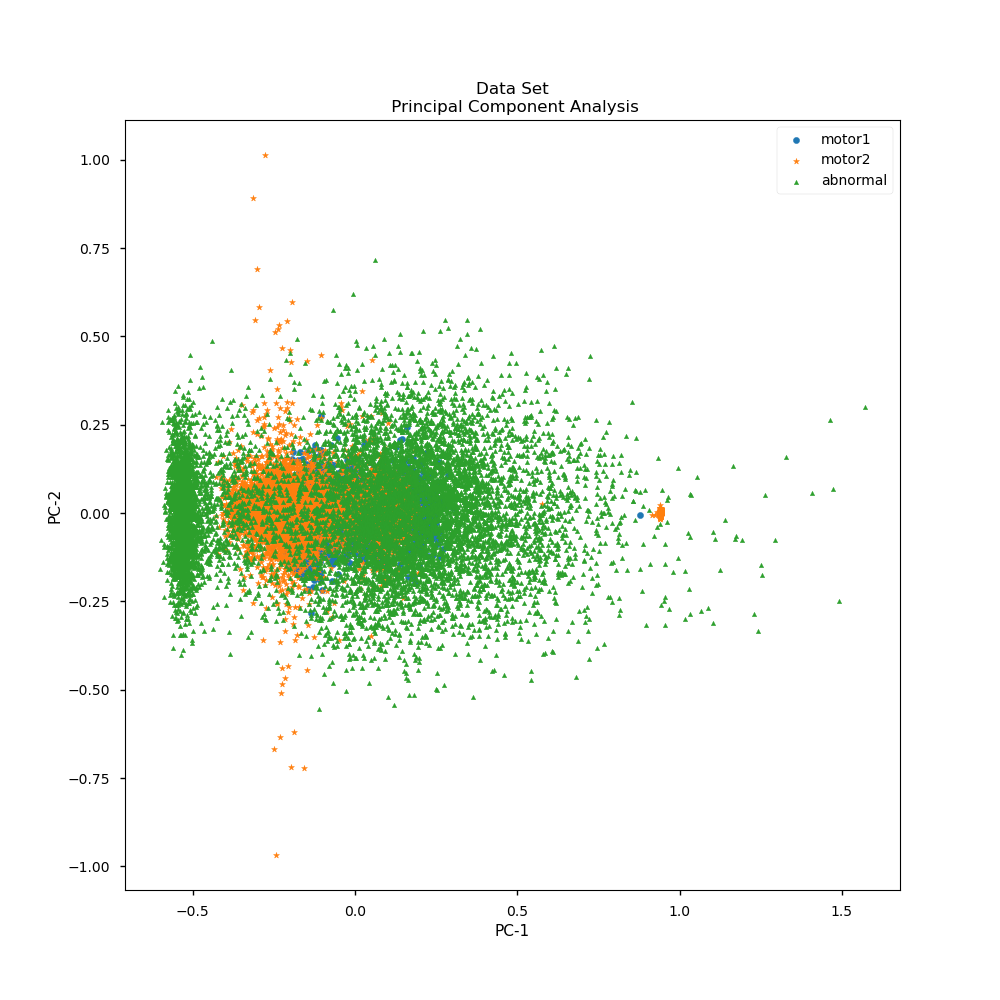 Data Set
Principal Component Analysis
motor1
motor2
abnormal
1.00
0.75
0.50
0.25
0.00
−0.25
−0.50
−0.75
−1.00
PC-2
−0.5
0.0
0.5
1.0
1.5
PC-1